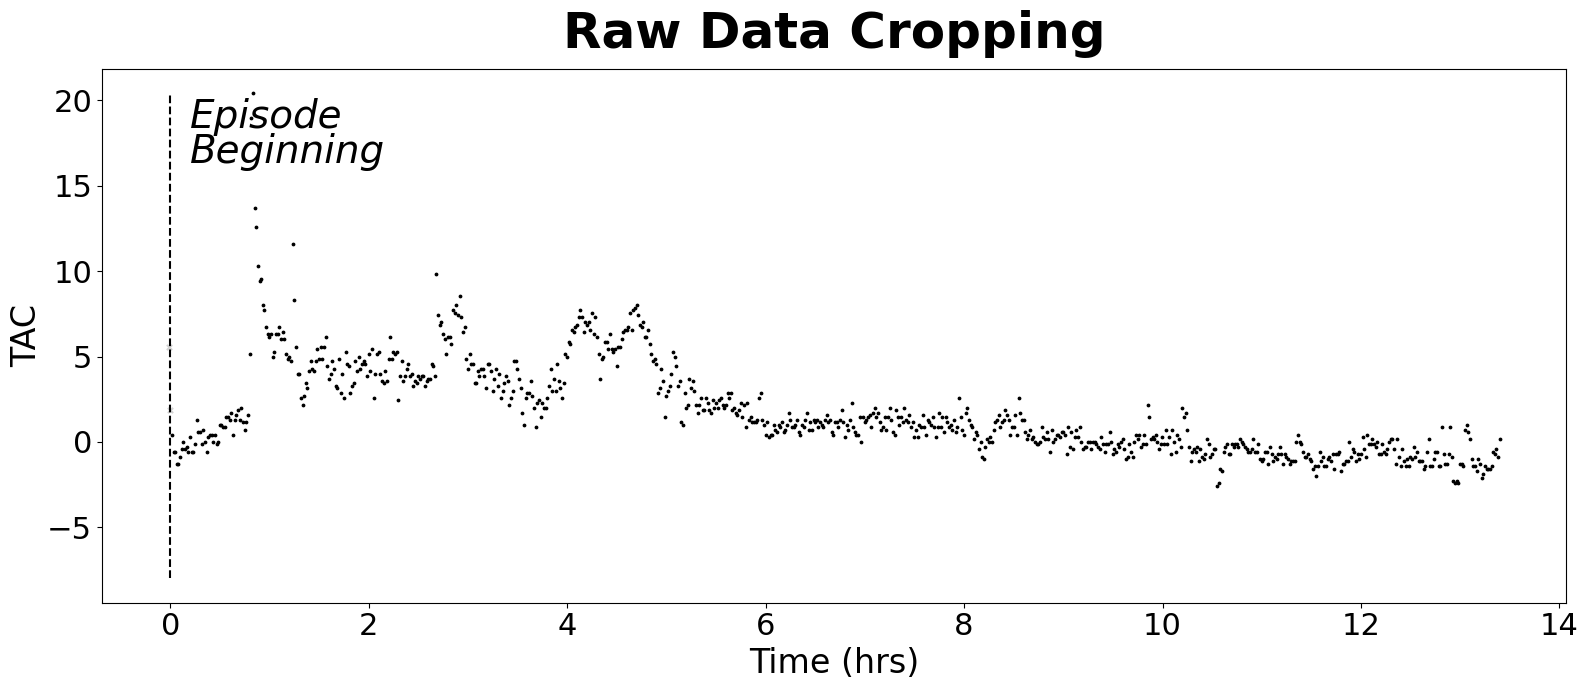 Raw Data Cropping
Episode
Beginning
20
15
10
5
0
−5
TAC
0 2 4 6 8 10 12 14
Time (hrs)